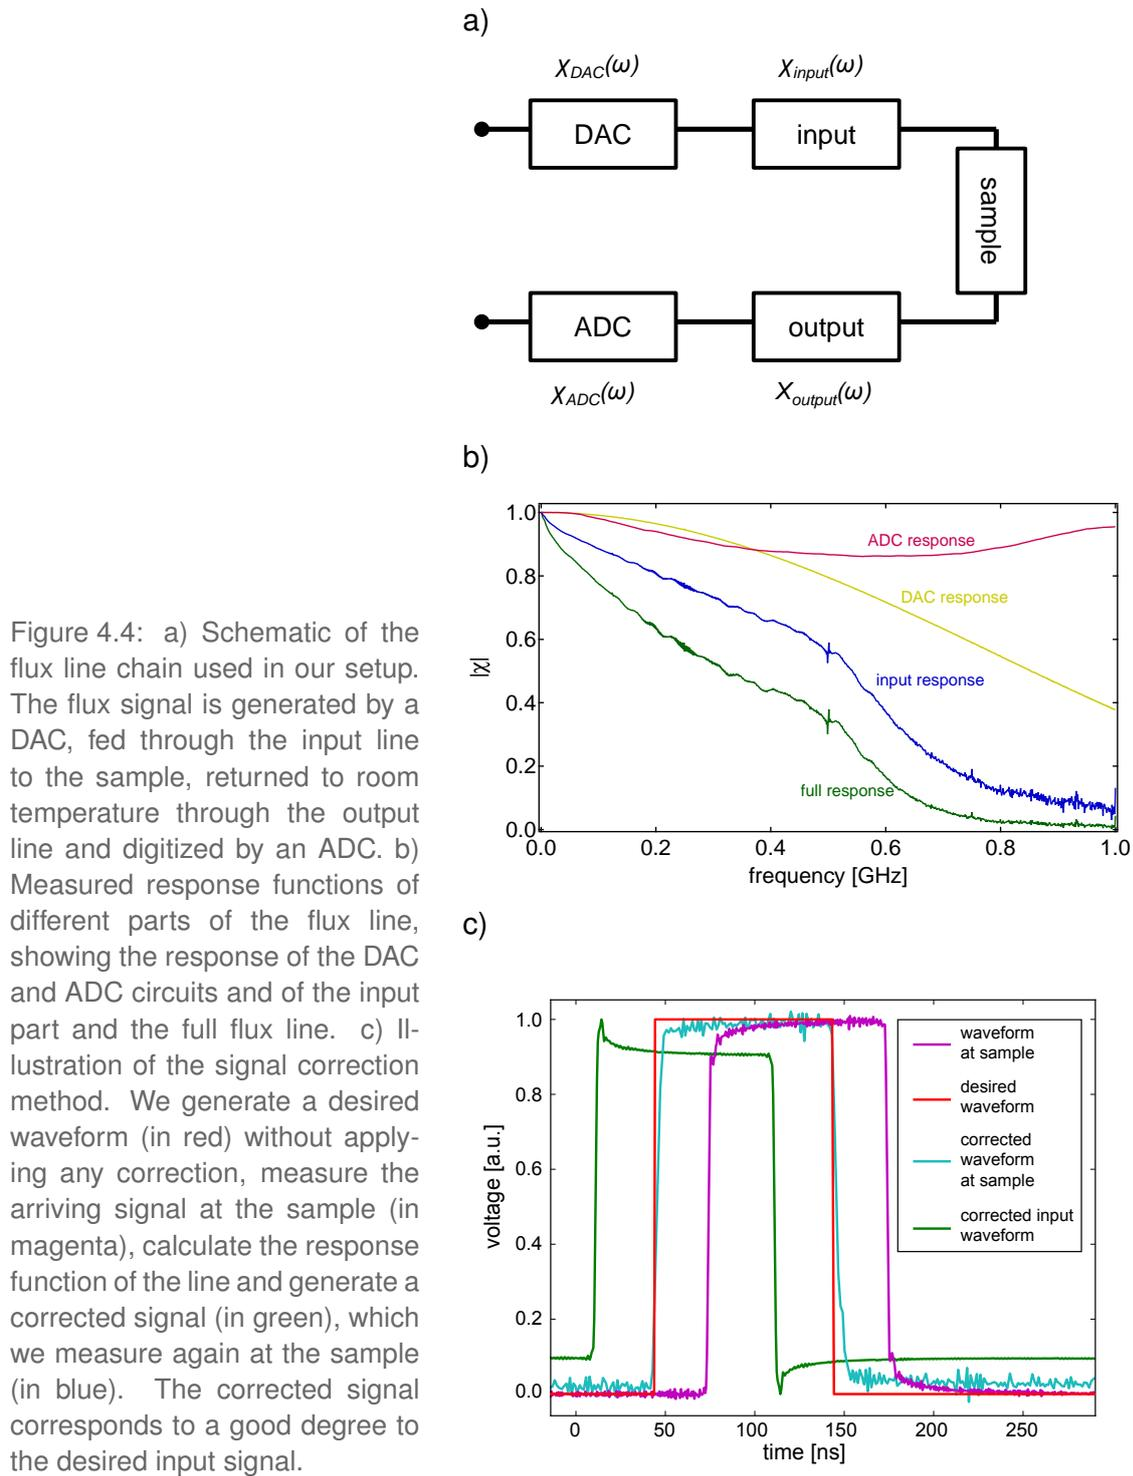 a)
χDAC(ω)
χinput(ω)
DAC
input
sample
ADC
output
χADC(ω)
Χoutput(ω)
b)
1.0
0.8
0.6
0.4
0.2
0.0
|χ|
ADC response
DAC response
input response
full response
0.0 0.2 0.4 0.6 0.8 1.0
frequency [GHz]
Figure 4.4: a) Schematic of the
flux line chain used in our setup.
The flux signal is generated by a
DAC, fed through the input line
to the sample, returned to room
temperature through the output
line and digitized by an ADC. b)
Measured response functions of
different parts of the flux line,
showing the response of the DAC
and ADC circuits and of the input
part and the full flux line. c) Il-
lustration of the signal correction
method. We generate a desired
waveform (in red) without apply-
ing any correction, measure the
arriving signal at the sample (in
magenta), calculate the response
function of the line and generate a
corrected signal (in green), which
we measure again at the sample
(in blue). The corrected signal
corresponds to a good degree to
the desired input signal.
c)
1.0
0.8
0.6
0.4
0.2
0.0
voltage [a.u.]
waveform
at sample
desired
waveform
corrected
waveform
at sample
corrected input
waveform
0 50 100 150 200 250
time [ns]